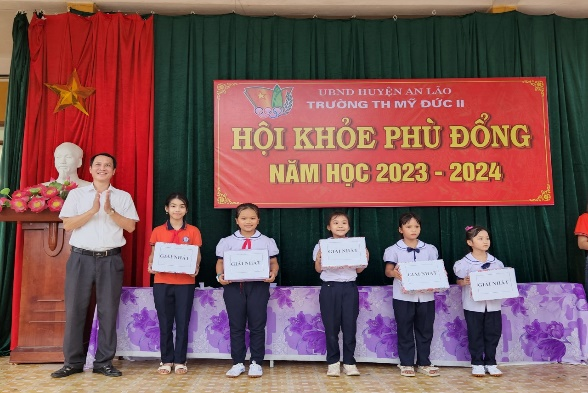 UBND HUYỆN AN LÃO
TRƯỜNG TH MỸ ĐỨC II
HỘI KHỎE PHÙ ĐỔNG
NĂM HỌC 2023 - 2024
GIẢI NHẤT
GIẢI NHẤT
GIẢI NHẤT
GIẢI NHẤT
GIẢI NHẤT